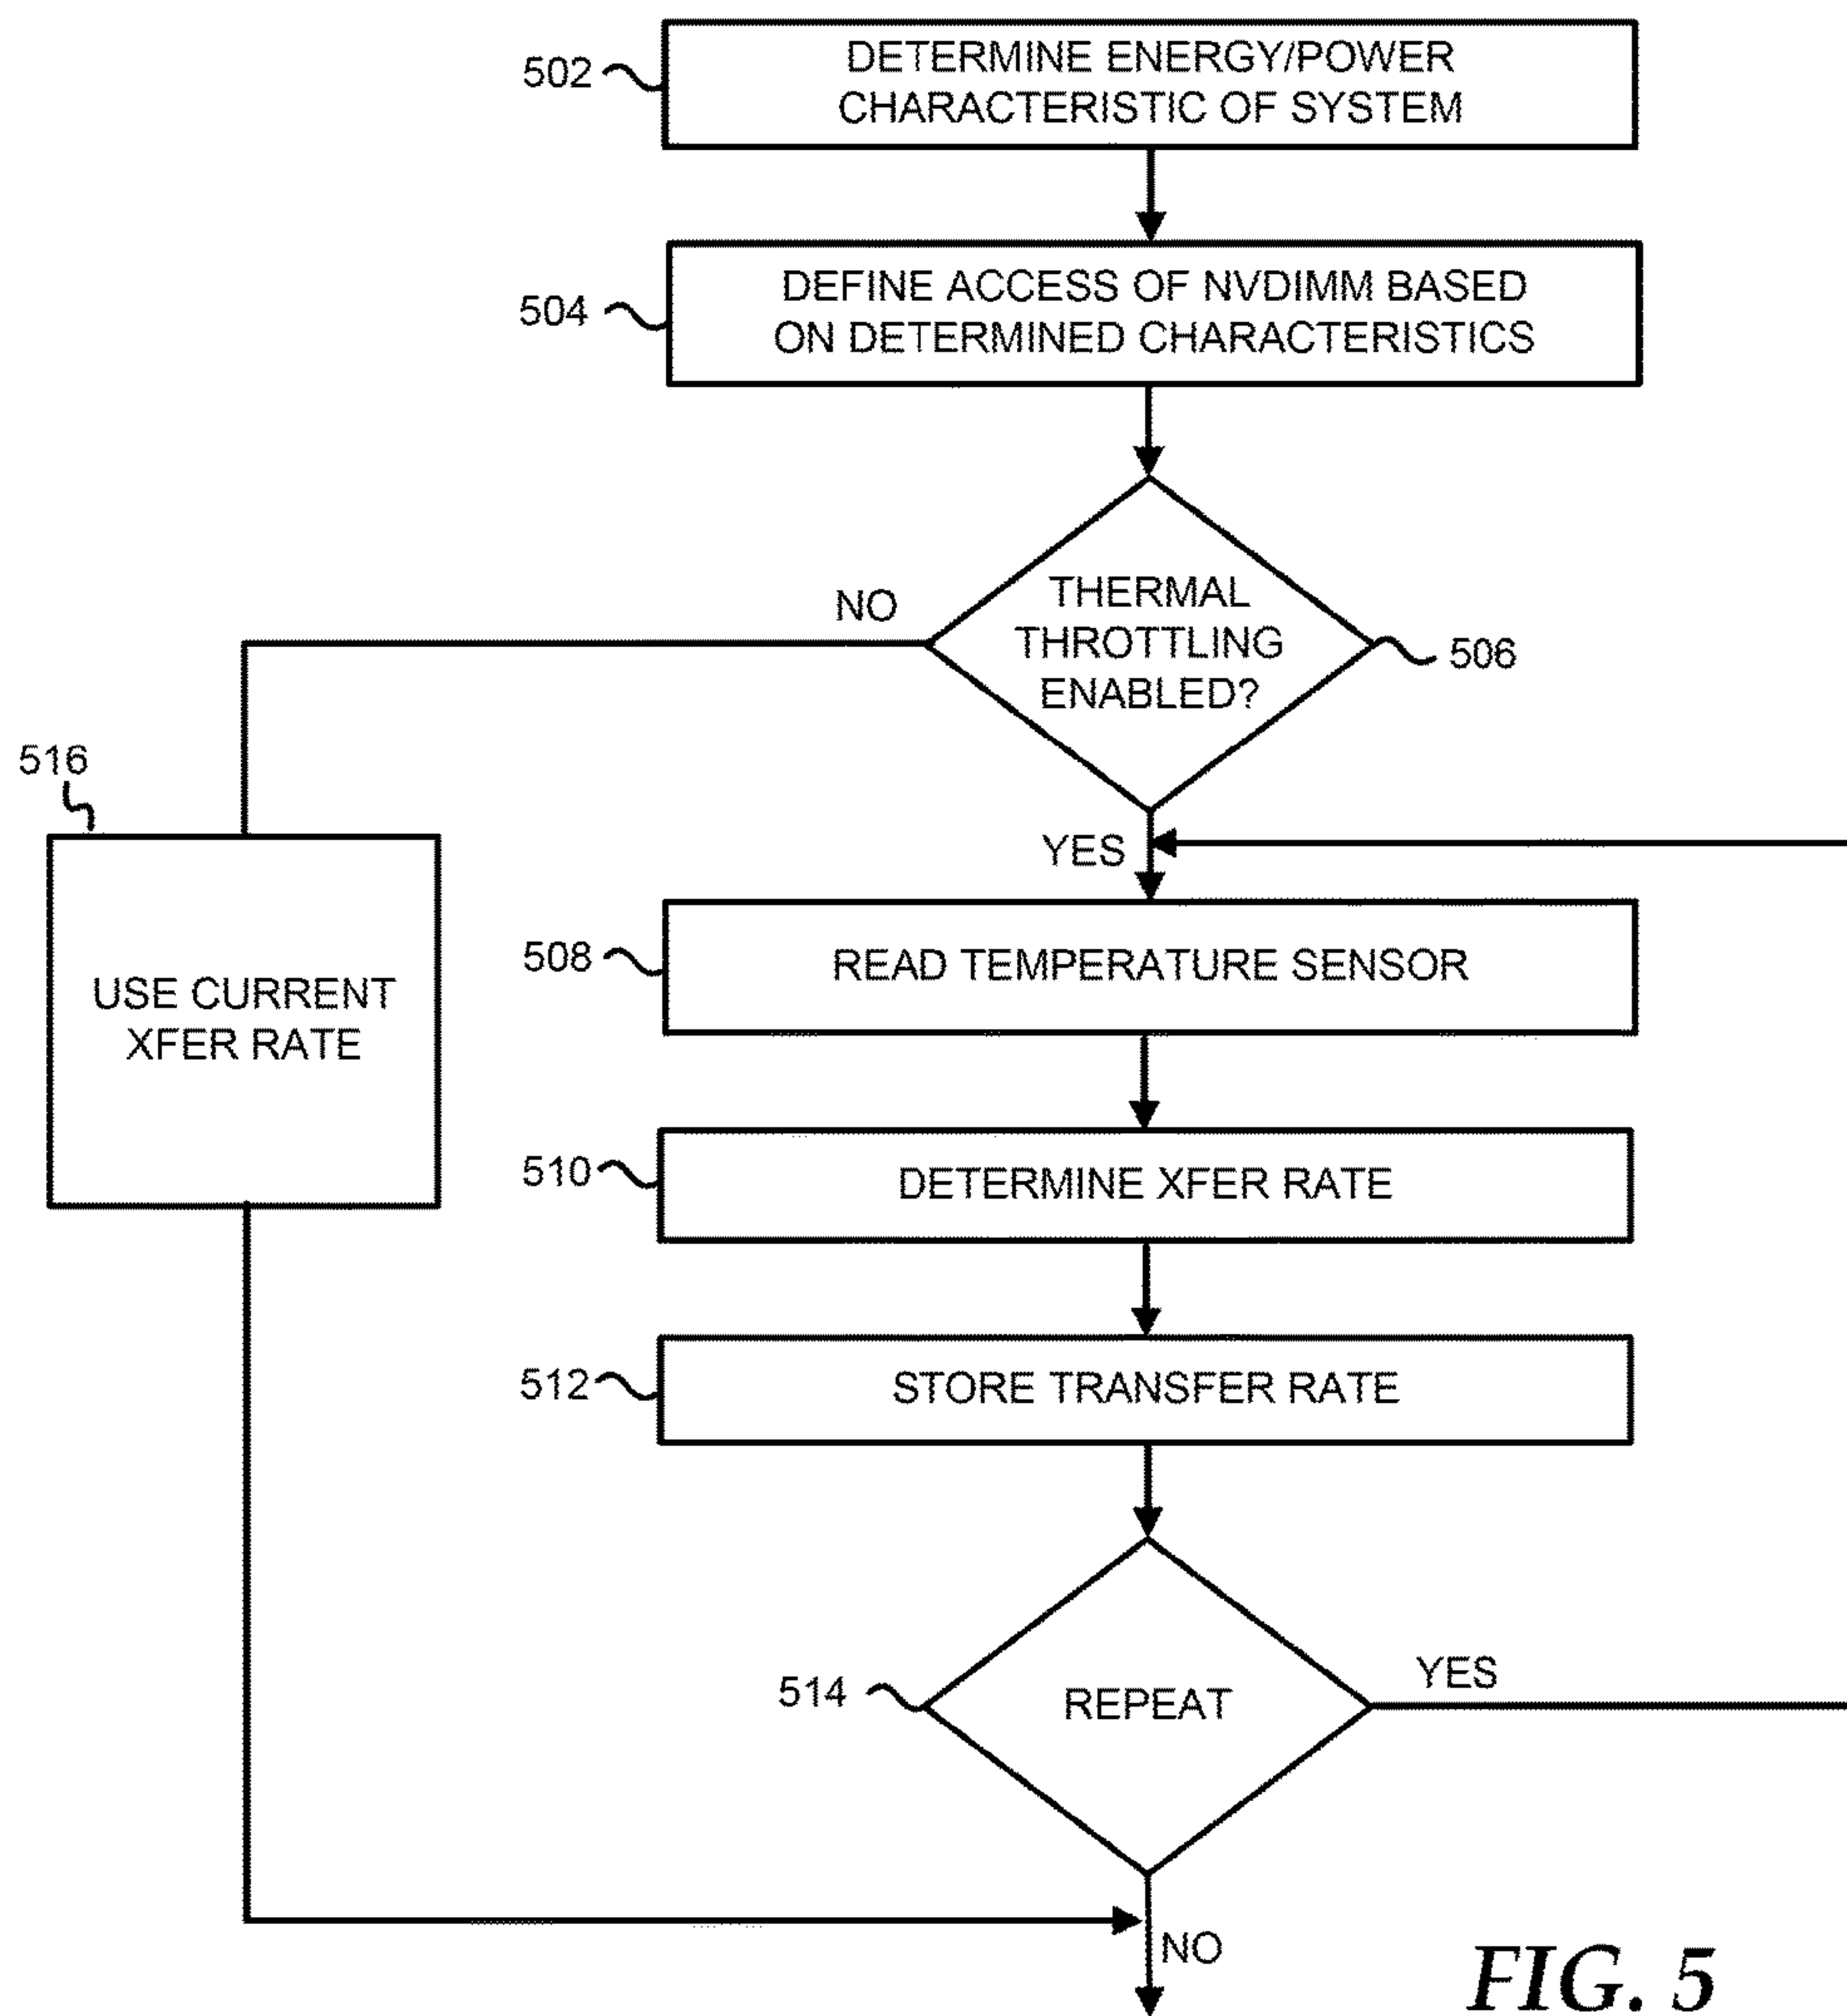 502
DETERMINE ENERGY/POWER
CHARACTERISTIC OF SYSTEM
504
DEFINE ACCESS OF NVDIMM BASED
ON DETERMINED CHARACTERISTICS
NO
THERMAL
THROTTLING
ENABLED?
506
516
YES
USE CURRENT
XFER RATE
508
READ TEMPERATURE SENSOR
510
DETERMINE XFER RATE
512
STORE TRANSFER RATE
514
REPEAT
YES
NO
FIG. 5